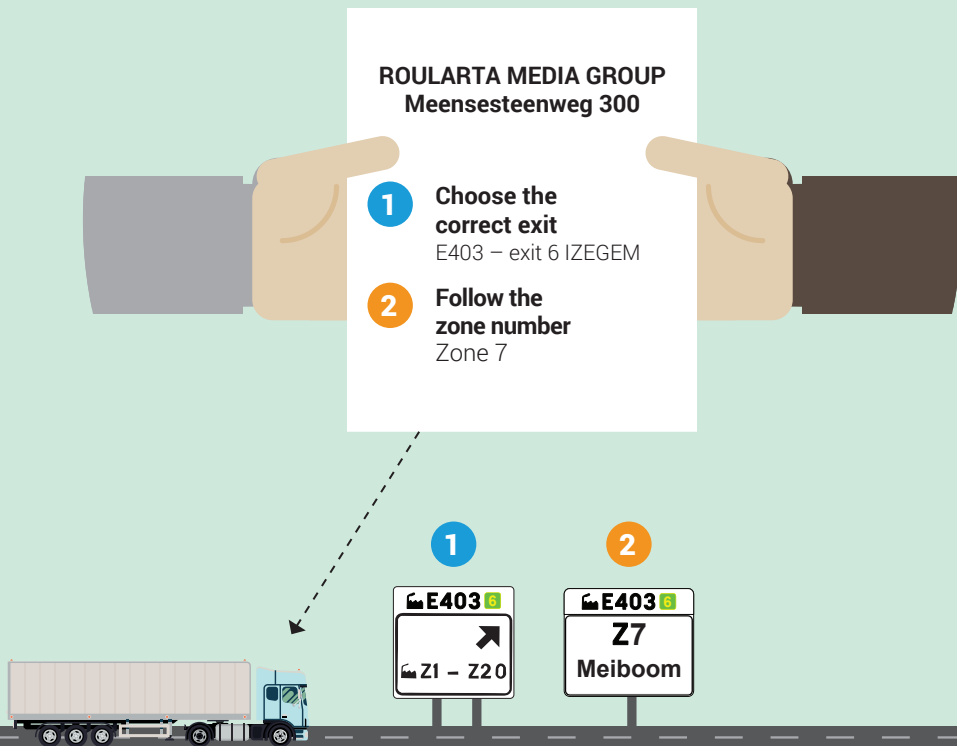 ROULARTA MEDIA GROUP
Meensesteenweg 300
1
Choose the
correct exit
E403 – exit 6 IZEGEM
2
Follow the
zone number
Zone 7
1
2
E403 6
Z1 – Z20
E403 6
Z7
Meiboom